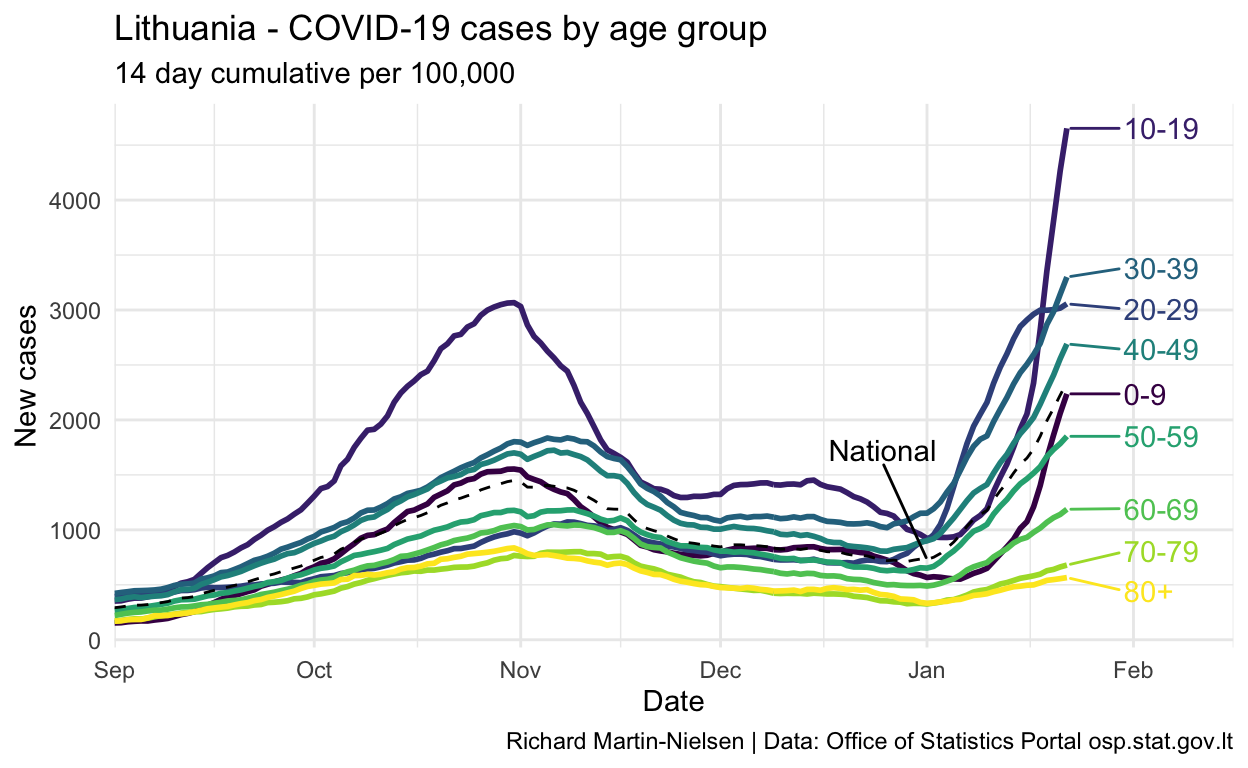 Lithuania - COVID-19 cases by age group
14 day cumulative per 100,000
New cases
4000
3000
2000
1000
0
10-19
30-39
20-29
40-49
0-9
National
50-59
60-69
70-79
80+
Sep Oct Nov Dec Jan Feb
Date
Richard Martin-Nielsen | Data: Office of Statistics Portal osp.stat.gov.lt